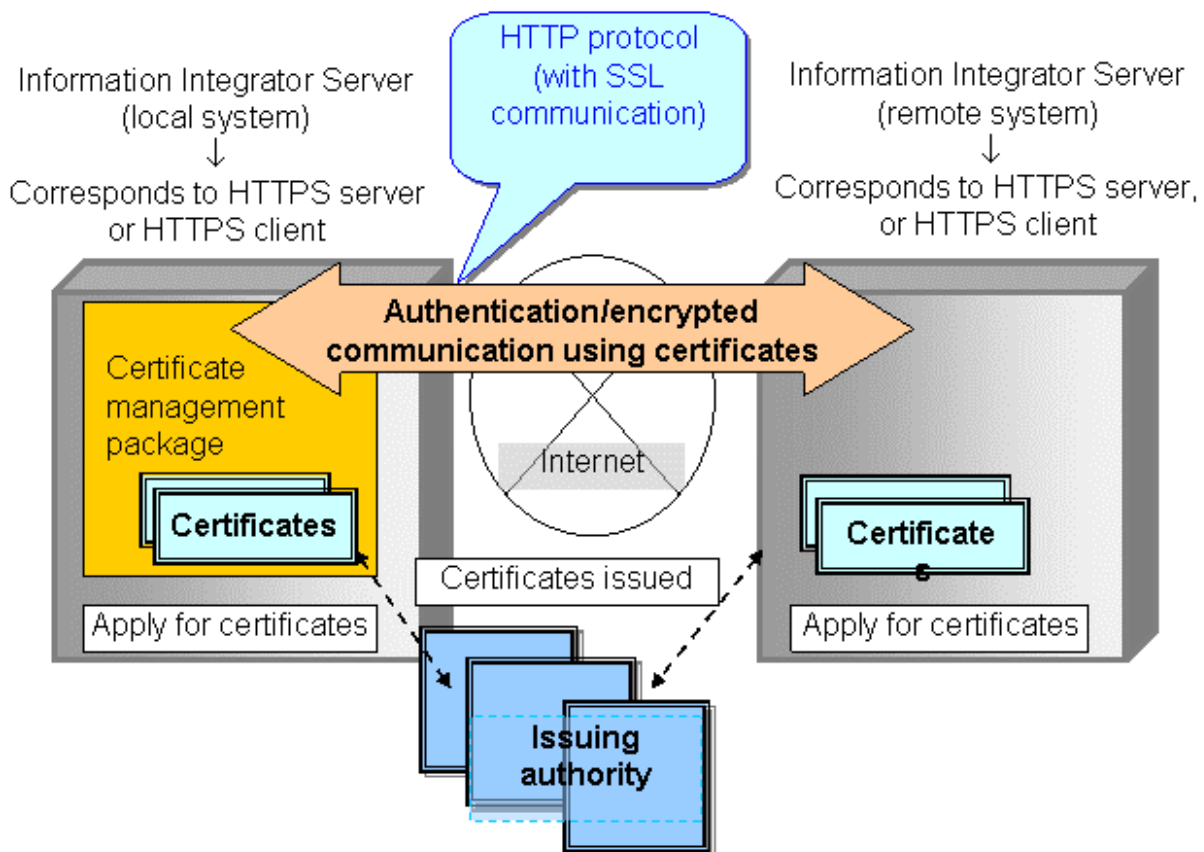 HTTP protocol
(with SSL
communication)
Information Integrator Server
(local system)
↓
Corresponds to HTTPS server
or HTTPS client
Information Integrator Server
(remote system)
↓
Corresponds to HTTPS server,
or HTTPS client
Authentication/encrypted
communication using certificates
Certificate
management
package
Internet
Certificates
Certificate
s
Certificates issued
Apply for certificates
Apply for certificates
Issuing
authority